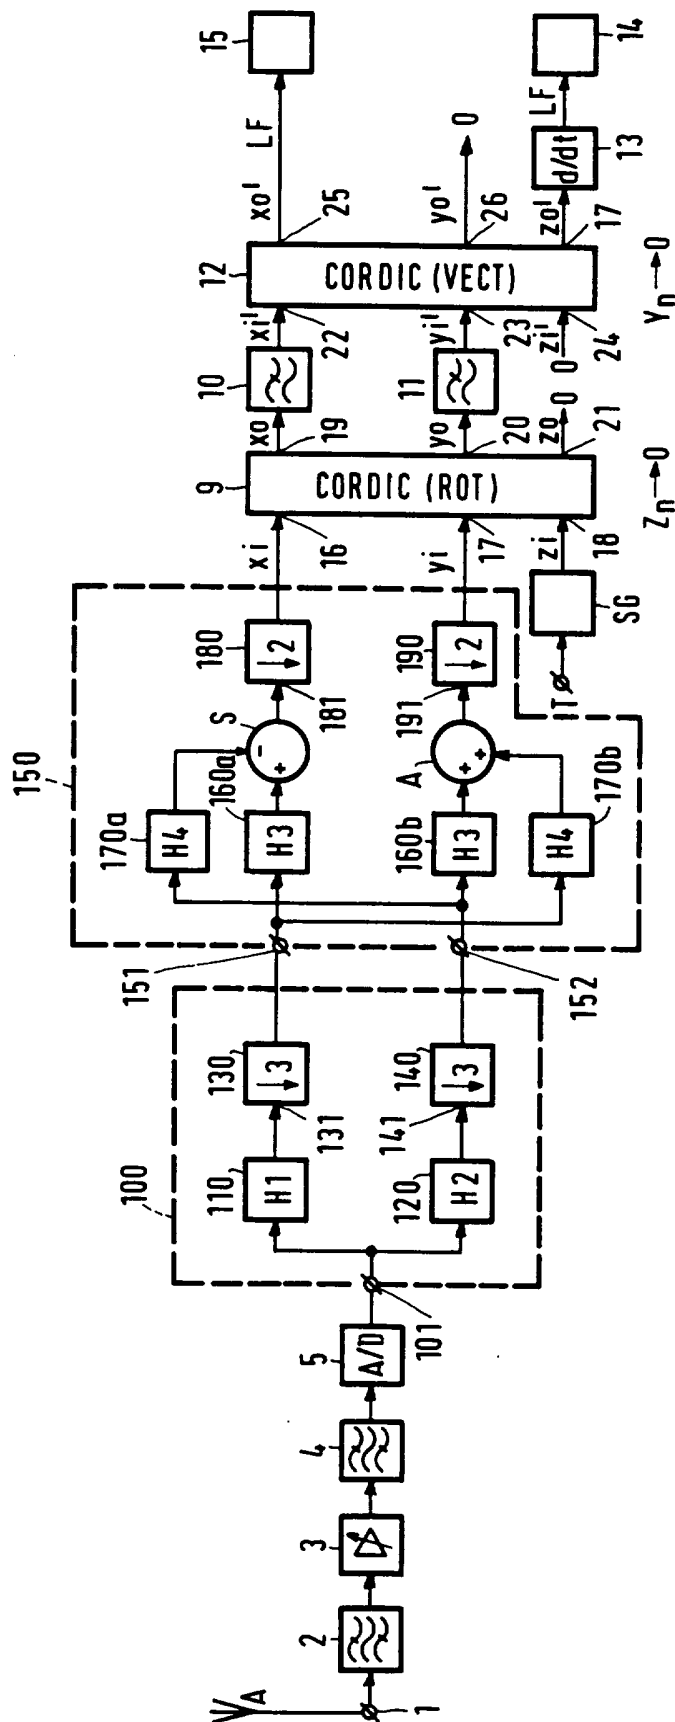 A
1
2
3
4
5
A/D
101
100
110
H1
131
130
↓3
120
H2
141
140
↓3
150
151
152
170a
H4
160a
H3
S
-
+
181
180
↓2
160b
H3
170b
H4
A
+
+
191
190
↓2
T
SG
xi
16
yi
17
zi
18
9
CORDIC (ROT)
Zn→0
xo
19
yo
20
zo
21
0
10
11
xi'
22
yi'
23
0
zi'
24
12
CORDIC (VECT)
Yn→0
xo'
25
yo'
26
0
zo'
17
d/dt
13
LF
15
LF
14